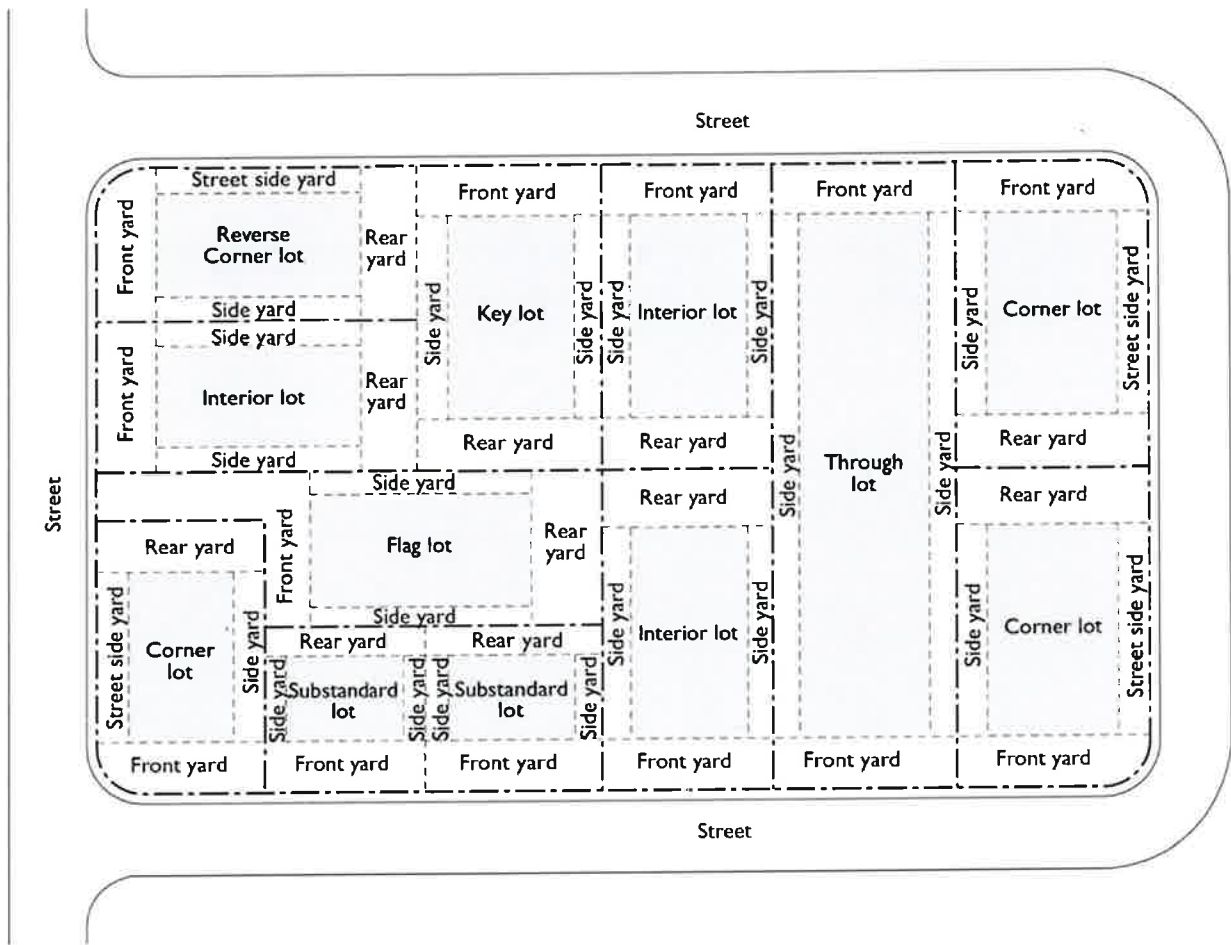 Street
Street side yard
Front yard
Reverse
Corner lot
Rear
yard
Side yard
Front yard
Side yard
Key lot
Side yard
Front yard
Side yard
Interior lot
Side yard
Front yard
Front yard
Side yard
Corner lot
Street side yard
Side yard
Front yard
Interior lot
Rear
yard
Side yard
Rear yard
Rear yard
Rear yard
Street
Side yard
Front yard
Flag lot
Rear
yard
Side yard
Rear yard
Side yard
Through
lot
Side yard
Rear yard
Rear yard
Street side yard
Corner
lot
Side yard
Rear yard
Rear yard
Side yard
Substandard
lot
Side yard
Side yard
Substandard
lot
Side yard
Side yard
Interior lot
Side yard
Side yard
Corner lot
Street side yard
Front yard
Front yard
Front yard
Front yard
Front yard
Front yard
Street